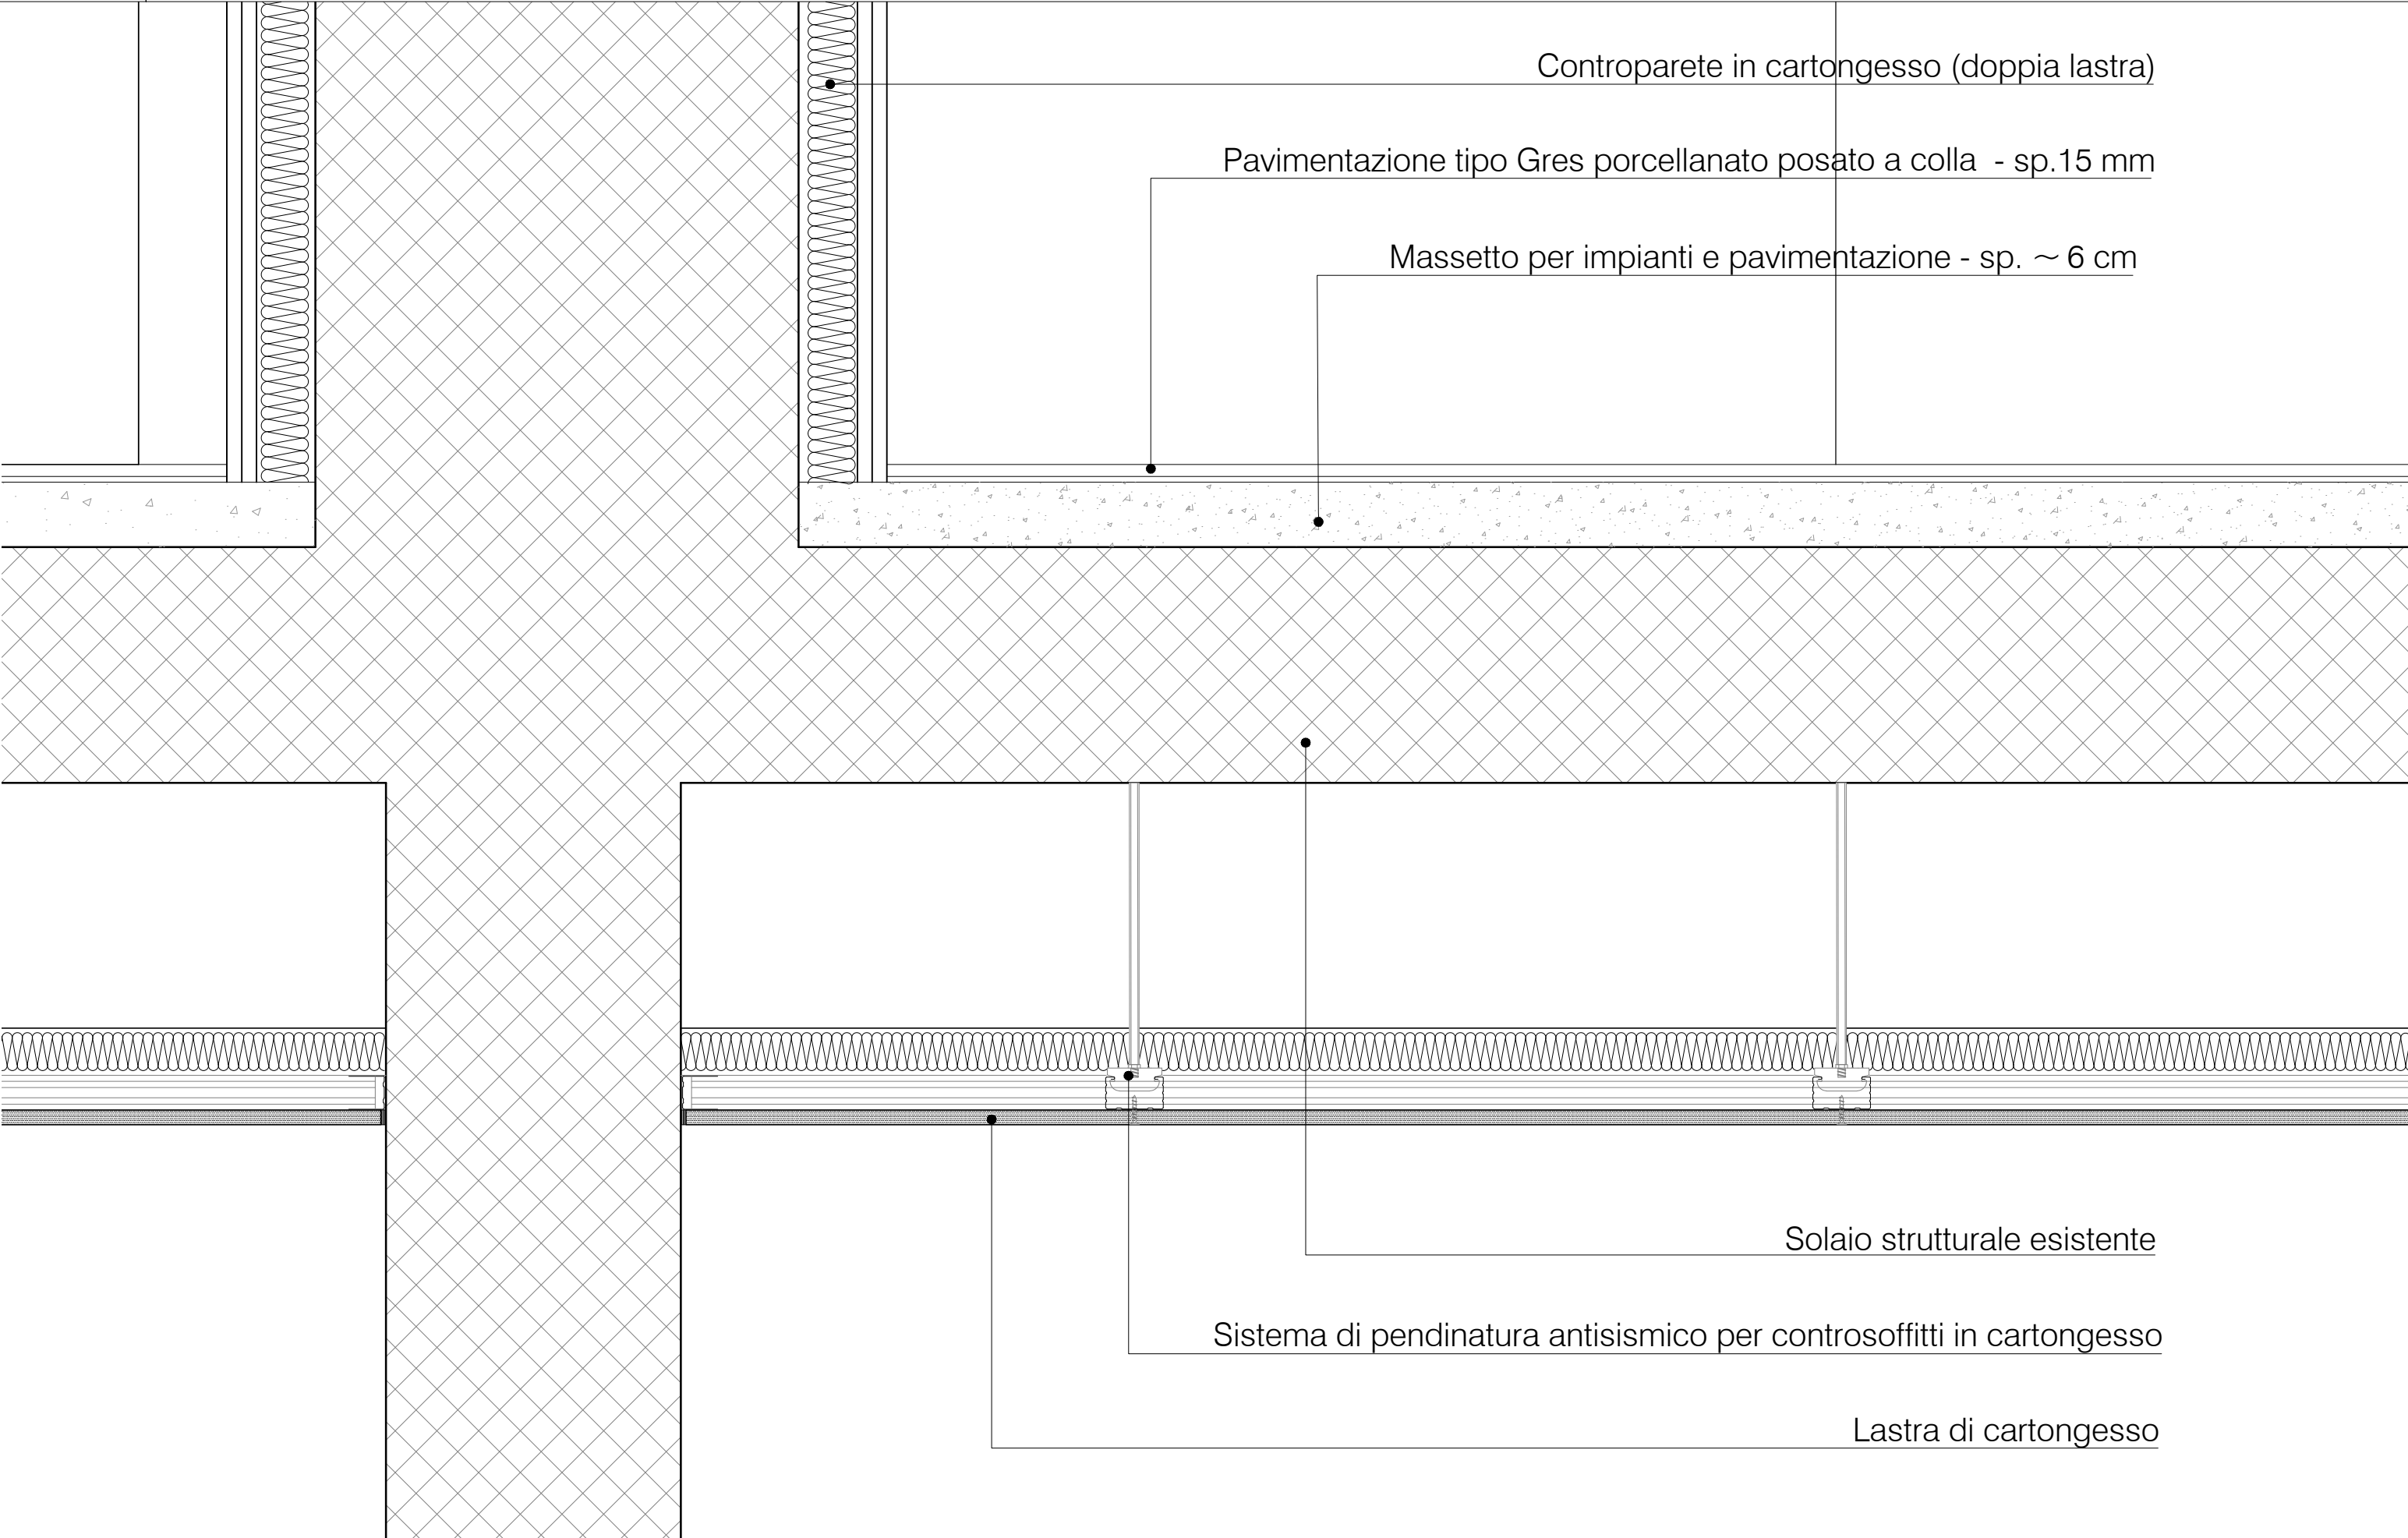 Controparete in cartongesso (doppia lastra)
Pavimentazione tipo Gres porcellanato posato a colla - sp.15 mm
Massetto per impianti e pavimentazione - sp. ~ 6 cm
Solaio strutturale esistente
Sistema di pendinatura antisismico per controsoffitti in cartongesso
Lastra di cartongesso